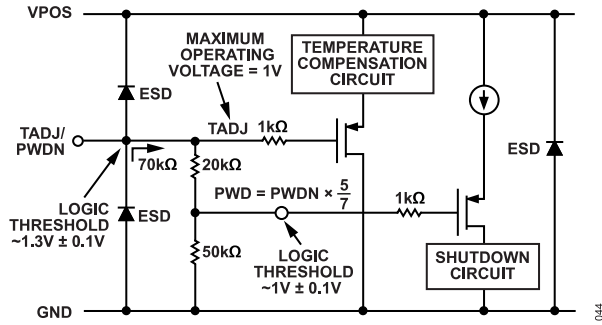 VPOS
MAXIMUM
OPERATING
VOLTAGE = 1V
TEMPERATURE
COMPENSATION
CIRCUIT
ESD
TADJ/
PWDN
TADJ
1kΩ
70kΩ
20kΩ
ESD
PWD = PWDN × 5/7
1kΩ
LOGIC
THRESHOLD
~1.3V ± 0.1V
ESD
50kΩ
LOGIC
THRESHOLD
~1V ± 0.1V
SHUTDOWN
CIRCUIT
GND
044